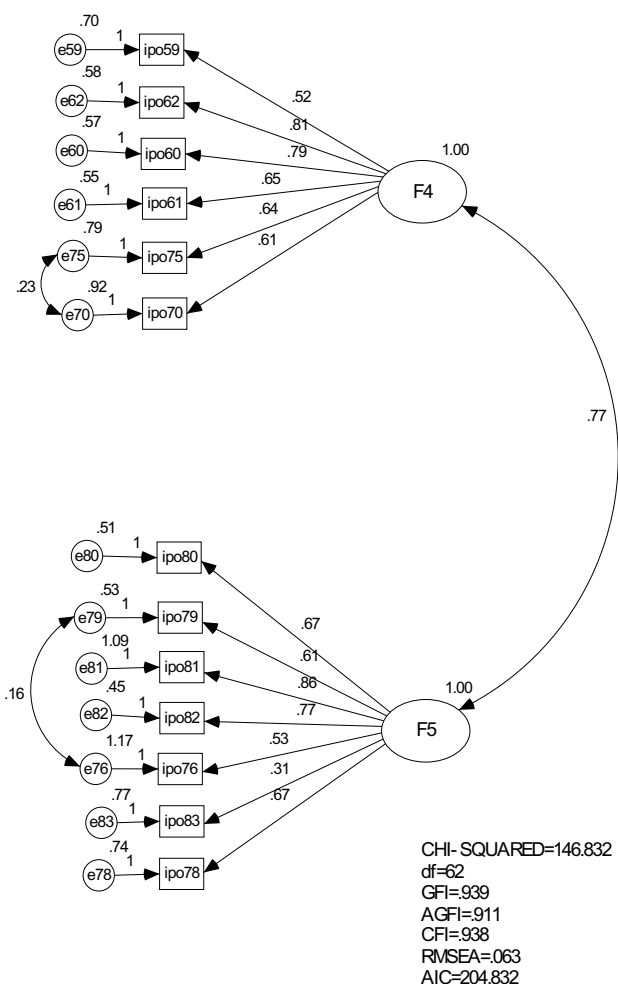 .70
e59 1 ipo59
.58
.52
e62 1 ipo62
.57
.81
e60 1 ipo60
.79
1.00
.55
.65
F4
e61 1 ipo61
.79
.64
e75 1 ipo75
.61
.23
.92
e70 1 ipo70
.77
.51
e80 1 ipo80
.53
.67
e79 1 ipo79
1.09
.61
e81 1 ipo81
.86
1.00
.16
.45
.77
e82 1 ipo82
F5
1.17
.53
e76 1 ipo76
.31
.77
.67
e83 1 ipo83
.74
e78 1 ipo78
CHI-SQUARED=146.832
df=62
GFI=.939
AGFI=.911
CFI=.938
RMSEA=.063
AIC=204.832